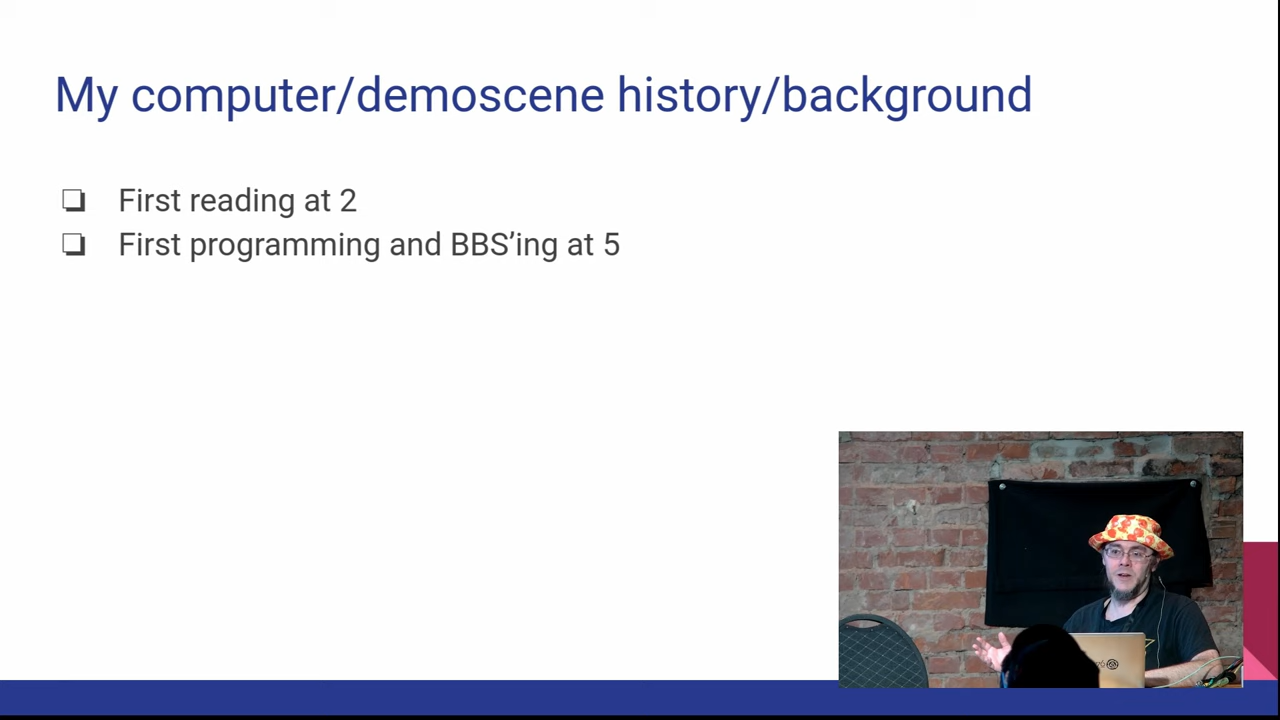 My computer/demoscene history/background
❏ First reading at 2
❏ First programming and BBS’ing at 5